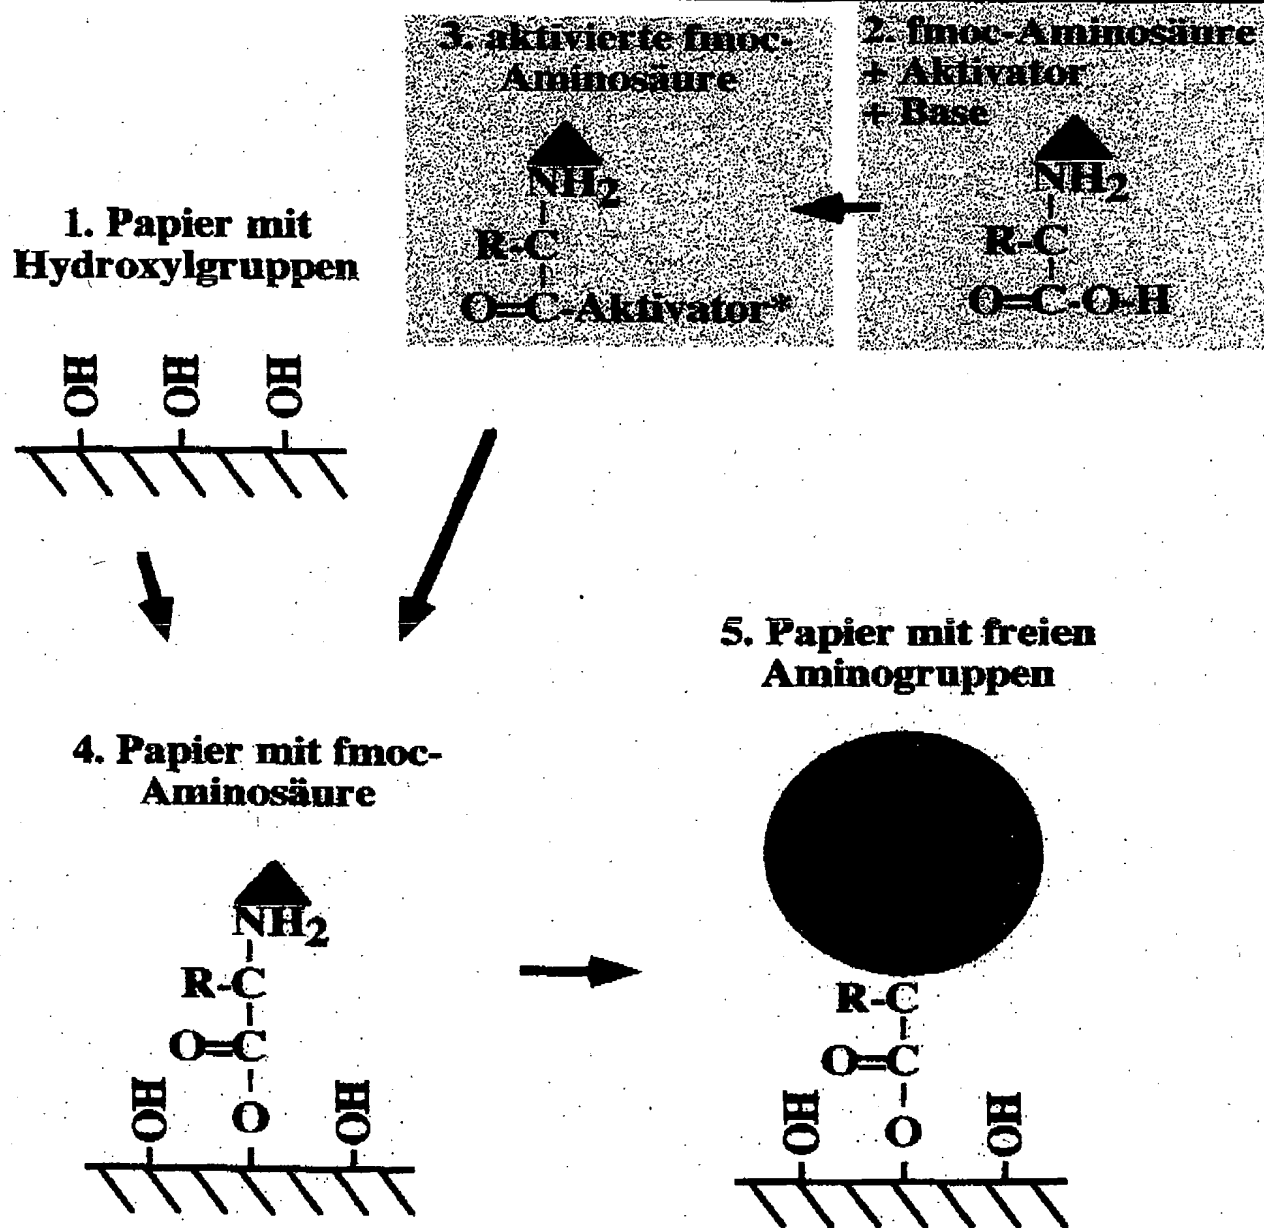 3. aktivierte fmoc-
Aminosäure
NH2
R-C
O=C-Aktivator*
2. fmoc-Aminosäure
+ Aktivator
+ Base
NH2
R-C
O=C-O-H
1. Papier mit
Hydroxylgruppen
OH OH OH
4. Papier mit fmoc-
Aminosäure
NH2
R-C
O=C
OH O OH
5. Papier mit freien
Aminogruppen
R-C
O=C
OH O OH